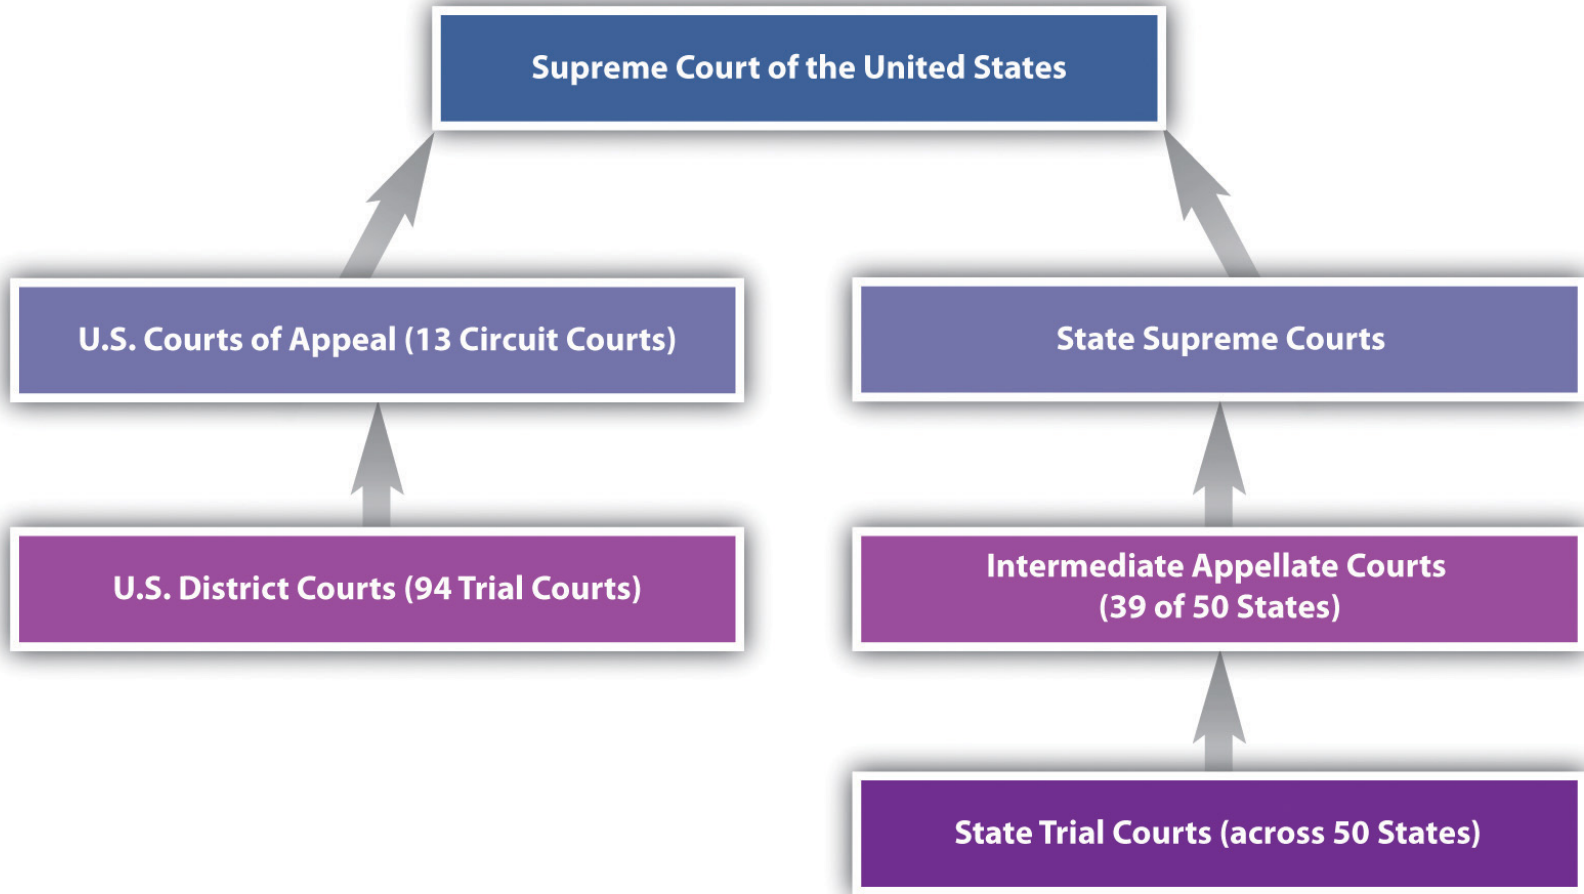 Supreme Court of the United States
U.S. Courts of Appeal (13 Circuit Courts)
State Supreme Courts
U.S. District Courts (94 Trial Courts)
Intermediate Appellate Courts
(39 of 50 States)
State Trial Courts (across 50 States)